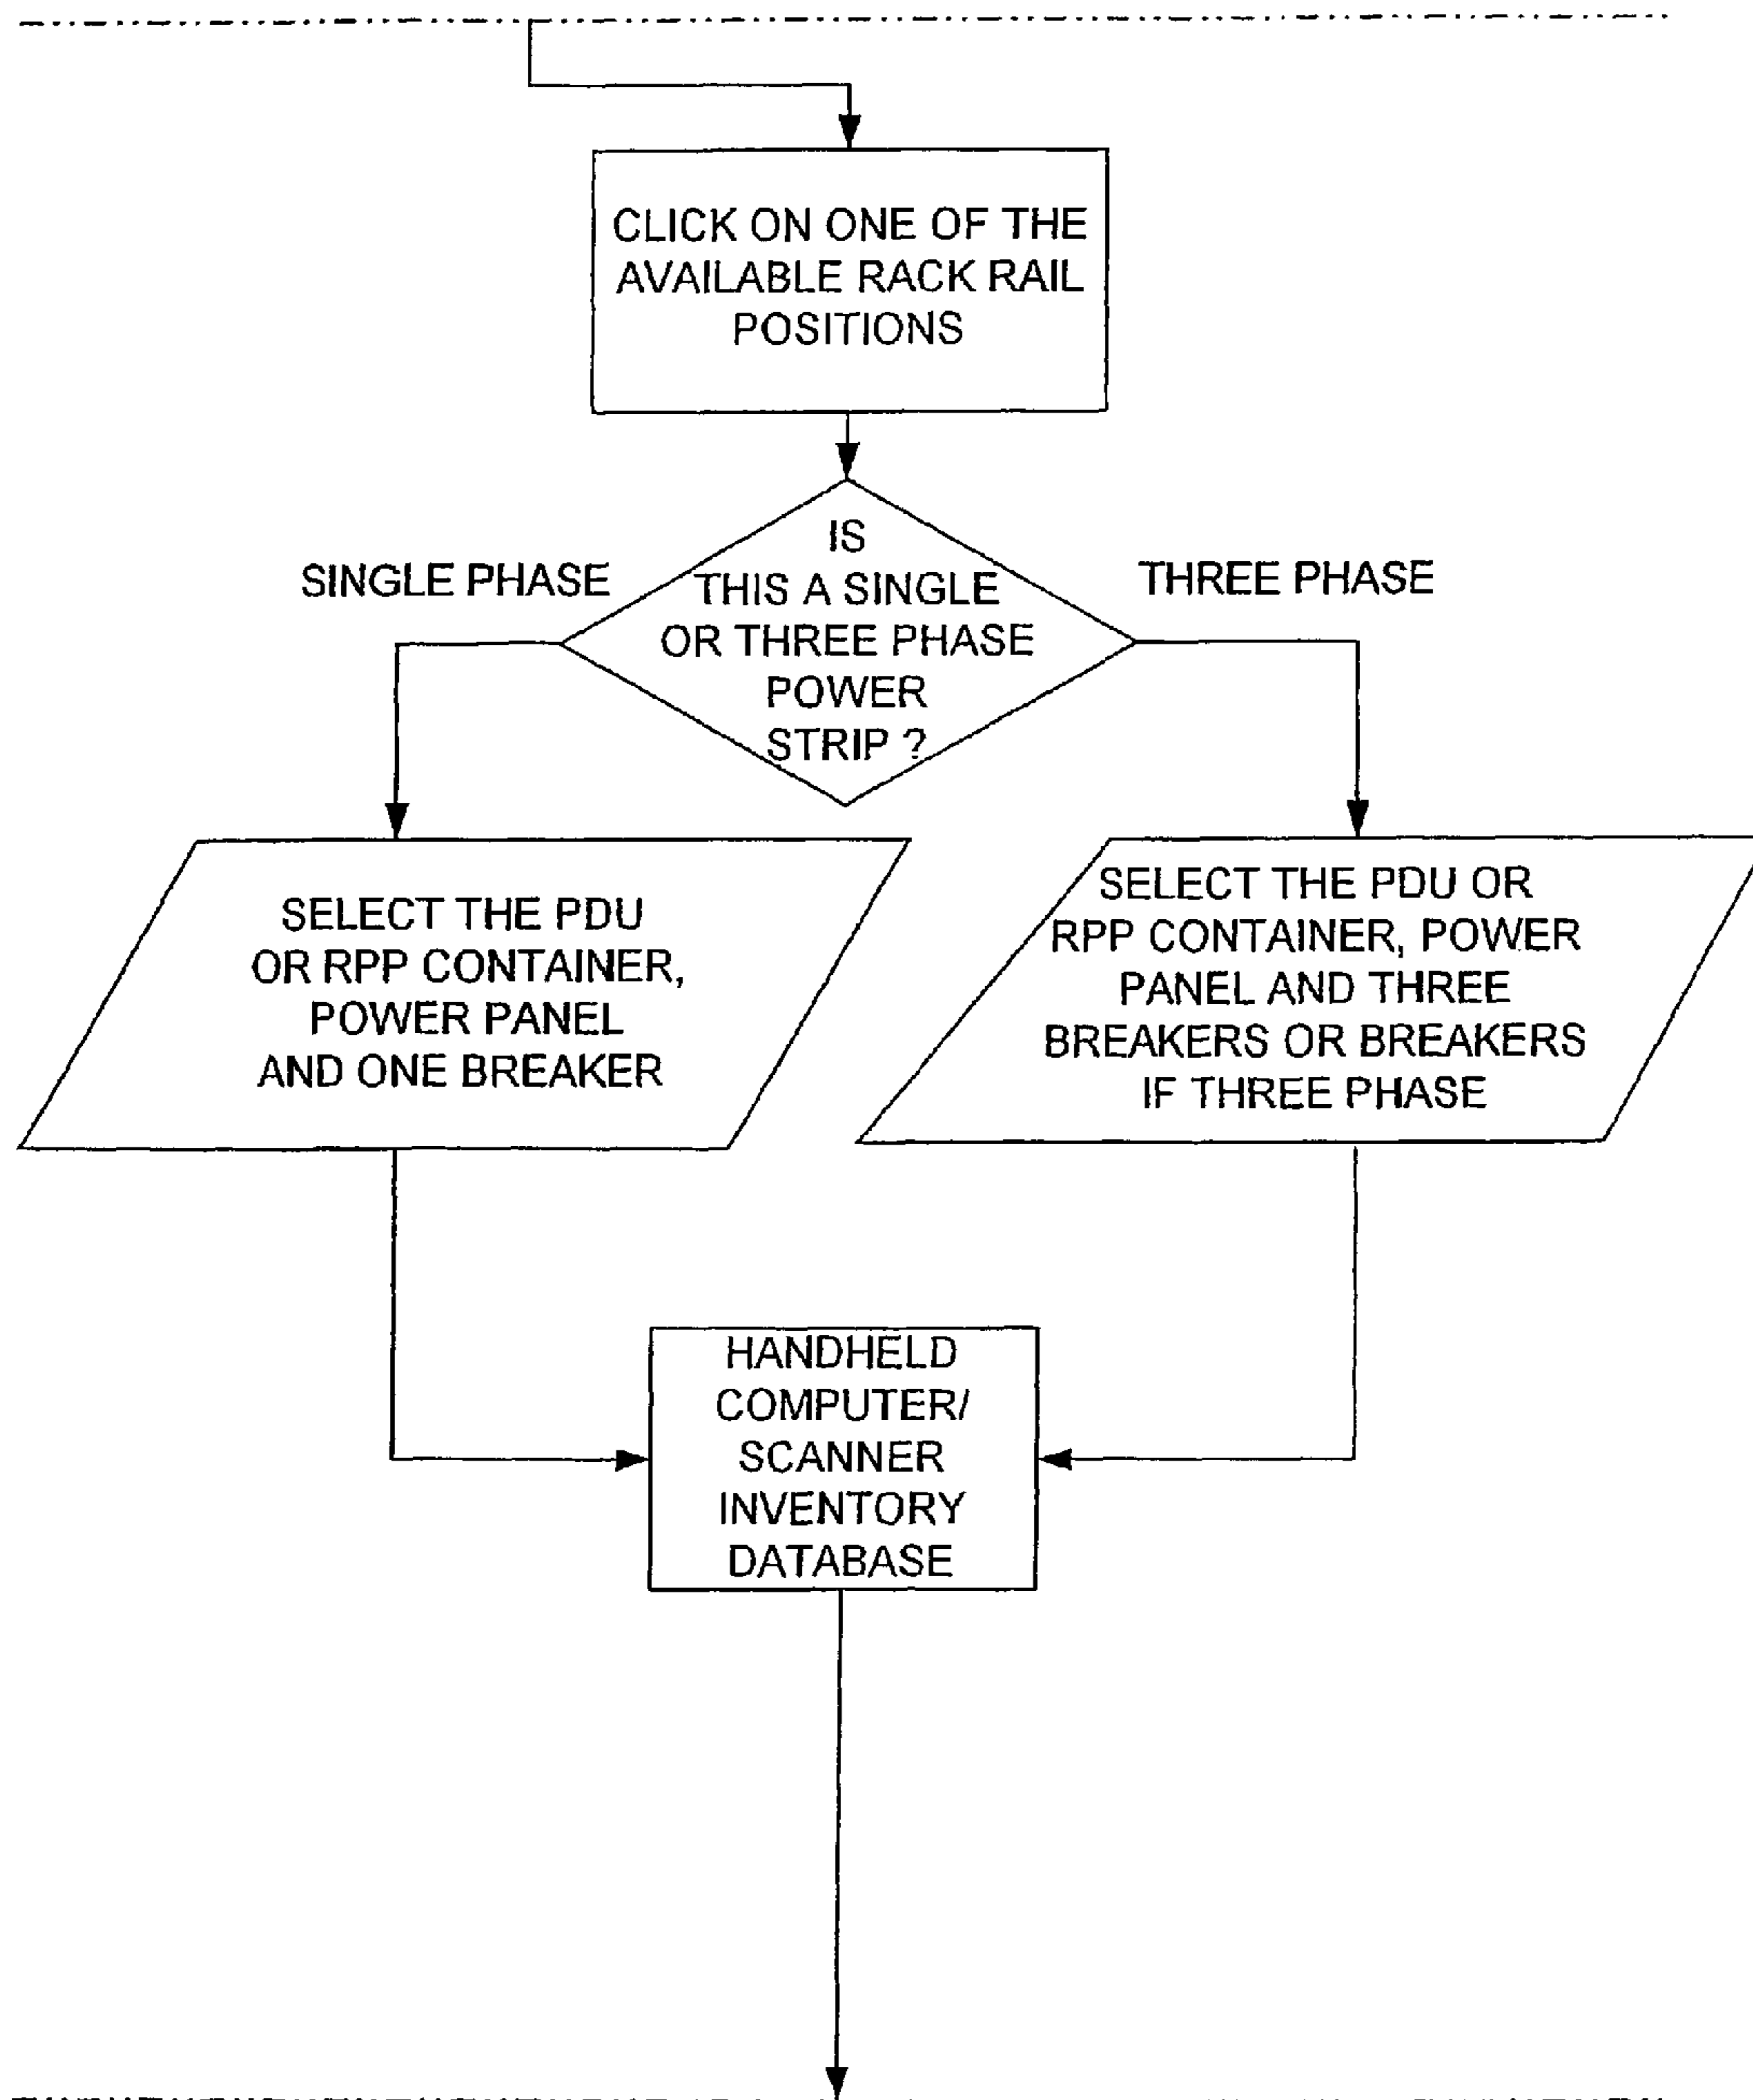 CLICK ON ONE OF THE
AVAILABLE RACK RAIL
POSITIONS
IS
THIS A SINGLE
OR THREE PHASE
POWER
STRIP ?
SINGLE PHASE
THREE PHASE
SELECT THE PDU
OR RPP CONTAINER,
POWER PANEL
AND ONE BREAKER
SELECT THE PDU OR
RPP CONTAINER, POWER
PANEL AND THREE
BREAKERS OR BREAKERS
IF THREE PHASE
HANDHELD
COMPUTER/
SCANNER
INVENTORY
DATABASE